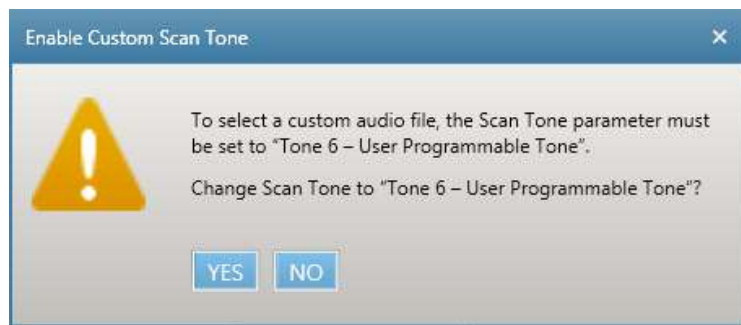 Enable Custom Scan Tone
To select a custom audio file, the Scan Tone parameter must
be set to “Tone 6 – User Programmable Tone”.
Change Scan Tone to “Tone 6 – User Programmable Tone”?
YES NO